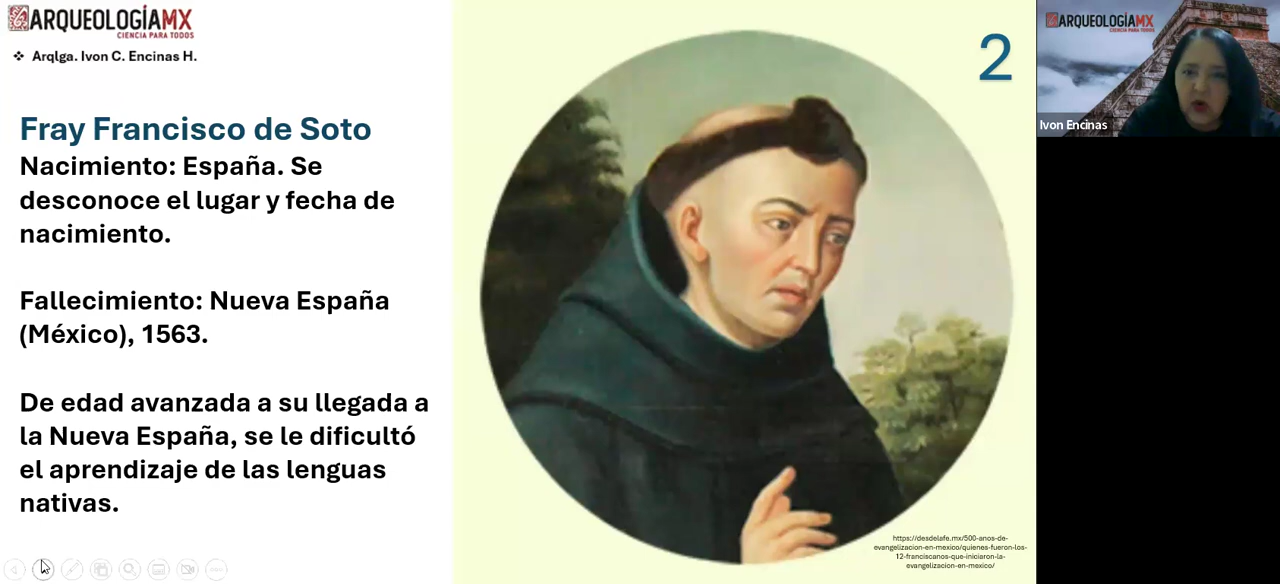 ARQUEOLOGÍAMX
CIENCIA PARA TODOS
❖ Arqlga. Ivon C. Encinas H.
Fray Francisco de Soto
Nacimiento: España. Se
desconoce el lugar y fecha de
nacimiento.
Fallecimiento: Nueva España
(México), 1563.
De edad avanzada a su llegada a
la Nueva España, se le dificultó
el aprendizaje de las lenguas
nativas.
2
https://desdelafe.mx/500-anos-de-
evangelizacion-en-mexico/quienes-fueron-los-
12-franciscanos-que-iniciaron-la-
evangelizacion-en-mexico/
ARQUEOLOGÍAMX
CIENCIA PARA TODOS
Ivon Encinas